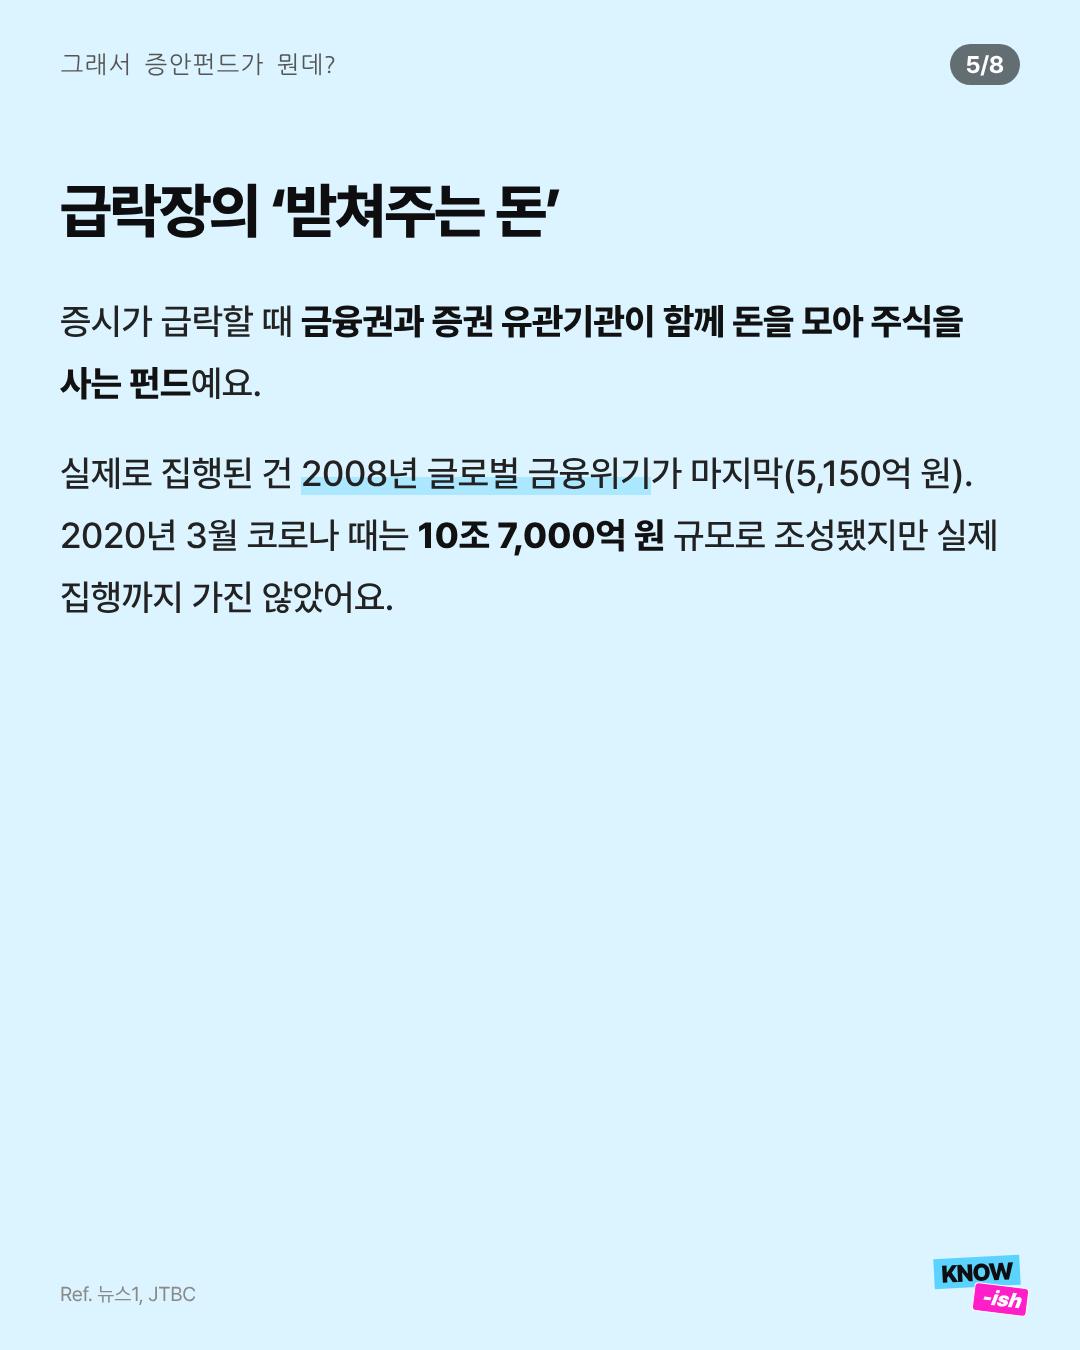 그래서 증안펀드가 뭔데?
5/8
급락장의 ‘받쳐주는 돈’
증시가 급락할 때 금융권과 증권 유관기관이 함께 돈을 모아 주식을
사는 펀드예요.
실제로 집행된 건 2008년 글로벌 금융위기가 마지막(5,150억 원).
2020년 3월 코로나 때는 10조 7,000억 원 규모로 조성됐지만 실제
집행까지 가진 않았어요.
Ref. 뉴스1, JTBC
KNOW
-ish